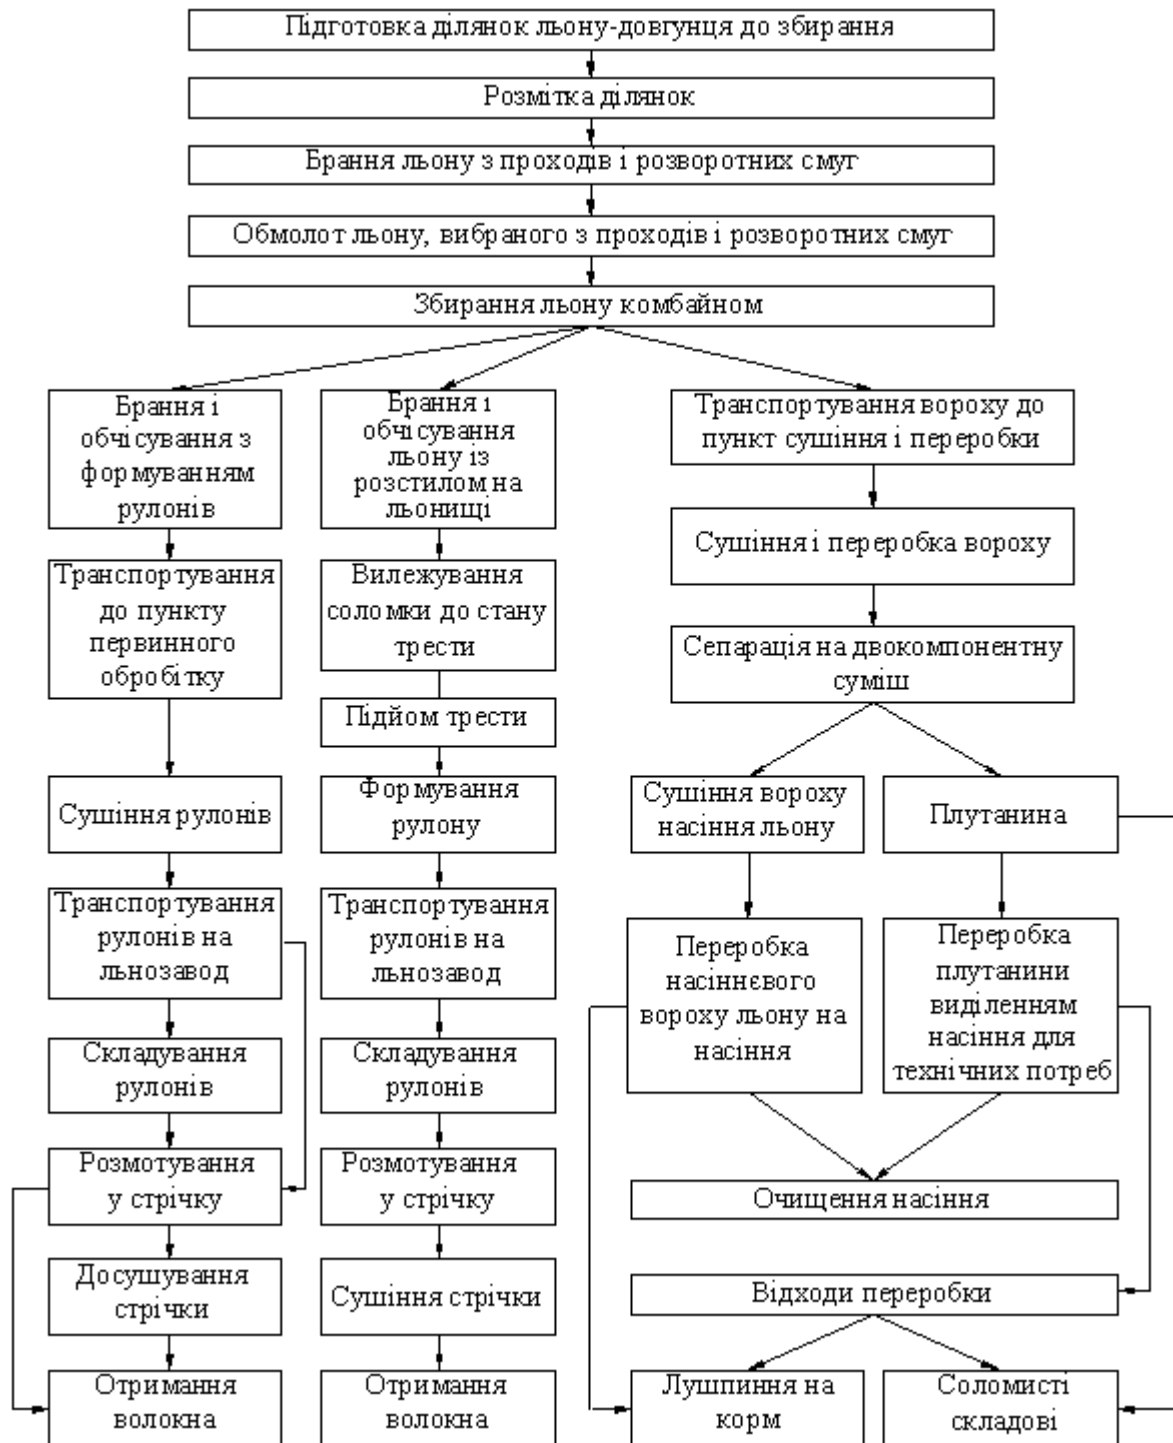 Підготовка ділянок льону-довгунця до збирання
Розмітка ділянок
Брання льону з проходів і розворотних смуг
Обмолот льону, вибраного з проходів і розворотних смуг
Збирання льону комбайном
Брання і
обчісування з
формуванням
рулонів
Транспортування
до пункту
первинного
обробітку
Сушіння рулонів
Транспортування
рулонів на
льнозавод
Складування
рулонів
Розмотування
у стрічку
Досушування
стрічки
Отримання
волокна
Брання і
обчісування
льону із
розстилом на
льонищі
Вилежування
соломки до стану
трести
Підйом трести
Формування
рулону
Транспортування
рулонів на
льнозавод
Складування
рулонів
Розмотування
у стрічку
Сушіння стрічки
Отримання
волокна
Транспортування вороху до
пункт сушіння і переробки
Сушіння і переробка вороху
Сепарація на двокомпонентну
суміш
Сушіння вороху
насіння льону
Плутанина
Переробка
насіннєвого
вороху льону на
насіння
Переробка
плутанини
виділенням
насіння для
технічних потреб
Очищення насіння
Відходи переробки
Лушпиння на
корм
Соломисті
складові